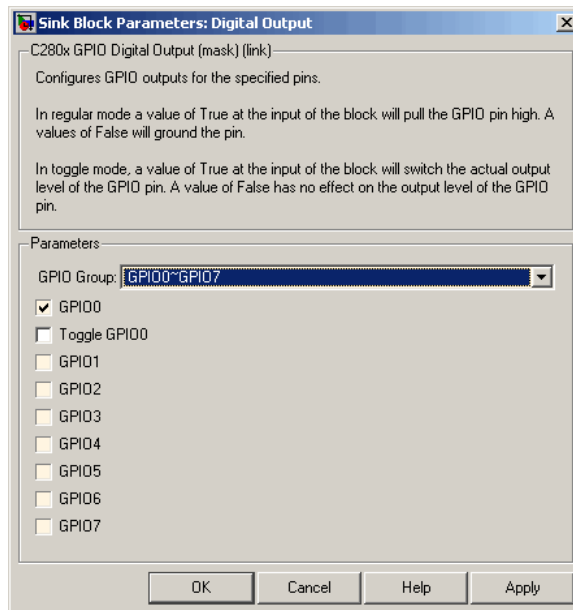 Sink Block Parameters: Digital Output
C280x GPIO Digital Output (mask) (link)
Configures GPIO outputs for the specified pins.
In regular mode a value of True at the input of the block will pull the GPIO pin high. A
values of False will ground the pin.
In toggle mode, a value of True at the input of the block will switch the actual output
level of the GPIO pin. A value of False has no effect on the output level of the GPIO
pin.
Parameters
GPIO Group: GPIO0~GPIO7
GPIO0
Toggle GPIO0
GPIO1
GPIO2
GPIO3
GPIO4
GPIO5
GPIO6
GPIO7
OK Cancel Help Apply